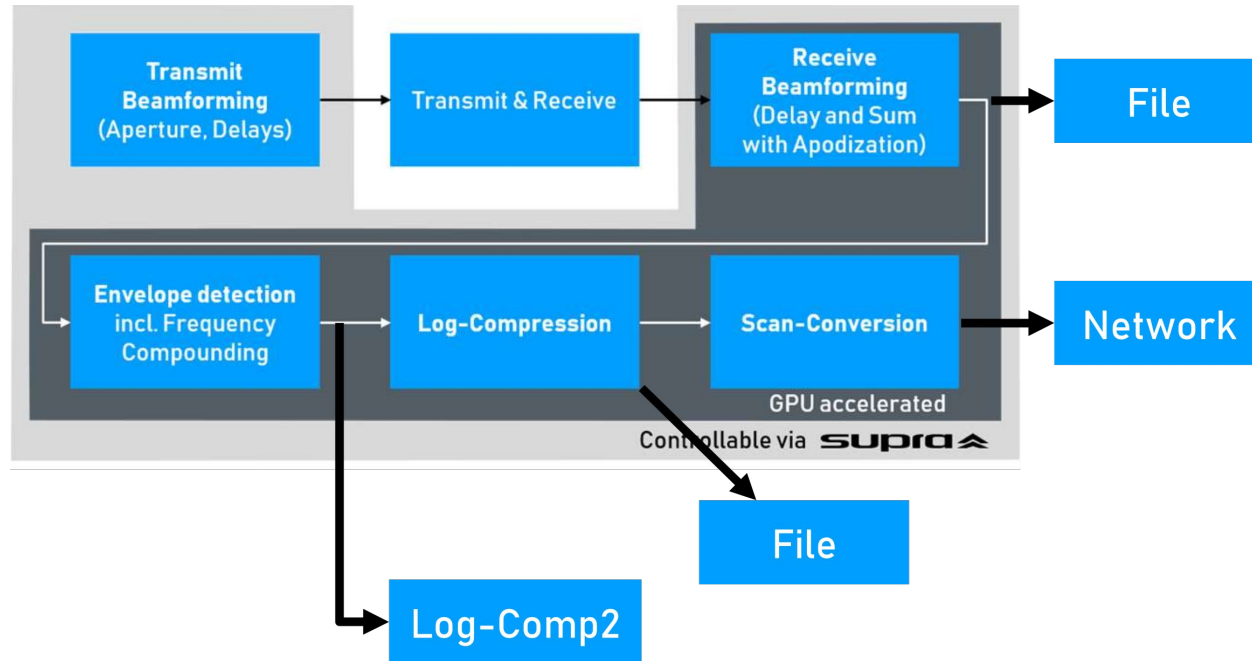 Transmit
Beamforming
(Aperture, Delays)
Transmit & Receive
Receive
Beamforming
(Delay and Sum
with Apodization)
File
Envelope detection
incl. Frequency
Compounding
Log-Compression
Scan-Conversion
Network
GPU accelerated
Controllable via supra
File
Log-Comp2